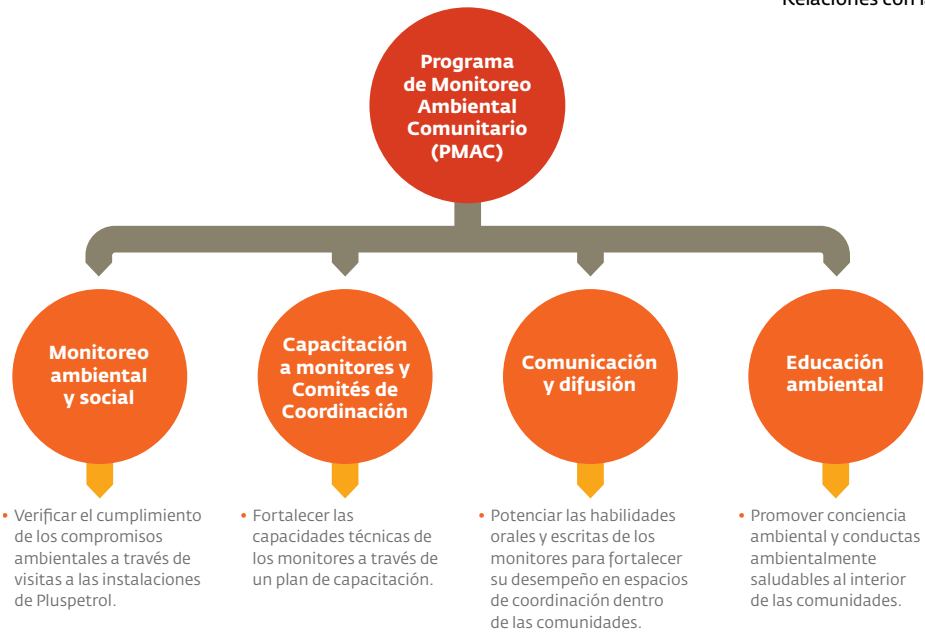 Relaciones con l
Programa
de Monitoreo
Ambiental
Comunitario
(PMAC)
Monitoreo
ambiental
y social
Capacitación
a monitores y
Comités de
Coordinación
Comunicación
y difusión
Educación
ambiental
• Verificar el cumplimiento
de los compromisos
ambientales a través de
visitas a las instalaciones
de Pluspetrol.
• Fortalecer las
capacidades técnicas de
los monitores a través de
un plan de capacitación.
• Potenciar las habilidades
orales y escritas de los
monitores para fortalecer
su desempeño en espacios
de coordinación dentro
de las comunidades.
• Promover conciencia
ambiental y conductas
ambientalmente
saludables al interior
de las comunidades.